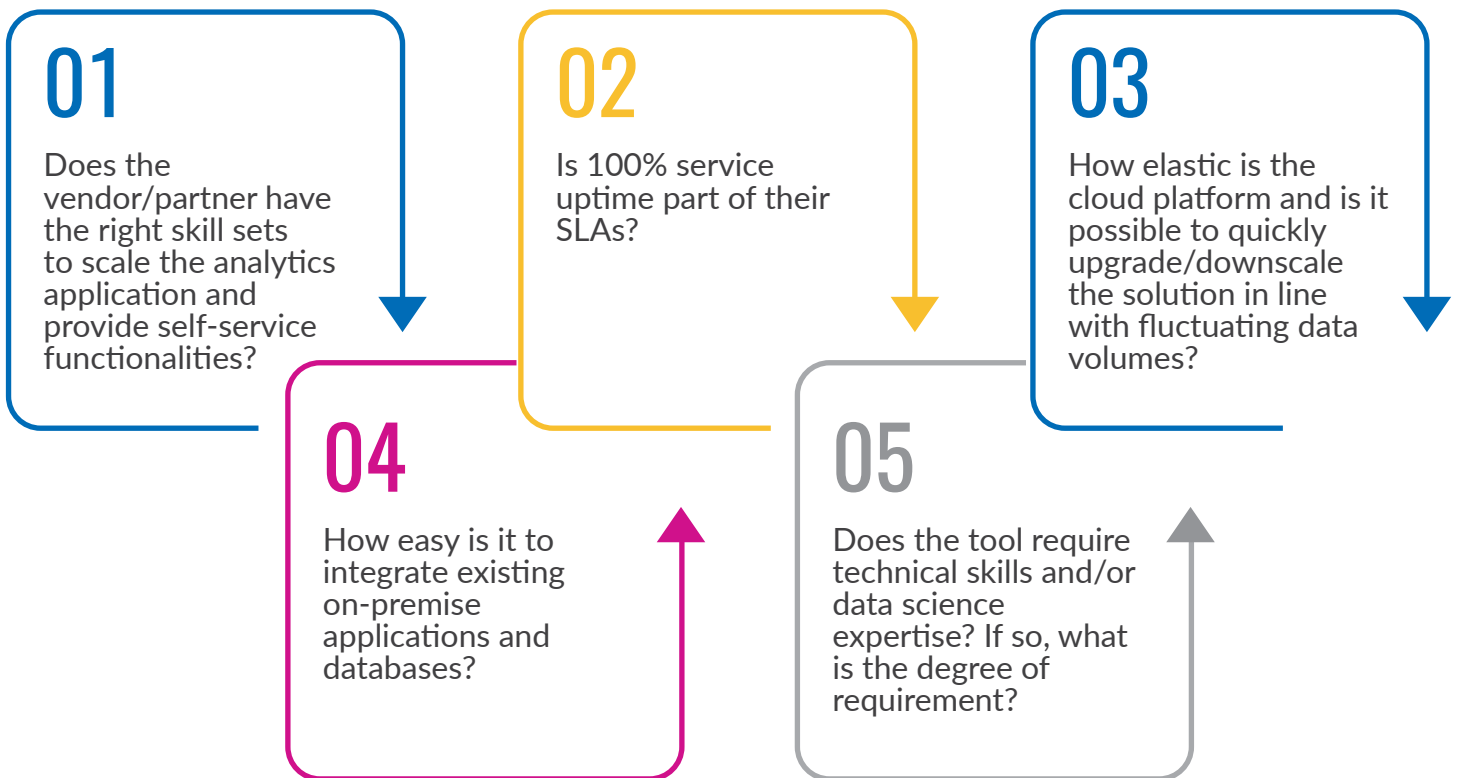 01
Does the
vendor/partner have
the right skill sets
to scale the analytics
application and
provide self-service
functionalities?
02
Is 100% service
uptime part of their
SLAs?
03
How elastic is the
cloud platform and is it
possible to quickly
upgrade/downscale
the solution in line
with fluctuating data
volumes?
04
How easy is it to
integrate existing
on-premise
applications and
databases?
05
Does the tool require
technical skills and/or
data science
expertise? If so, what
is the degree of
requirement?